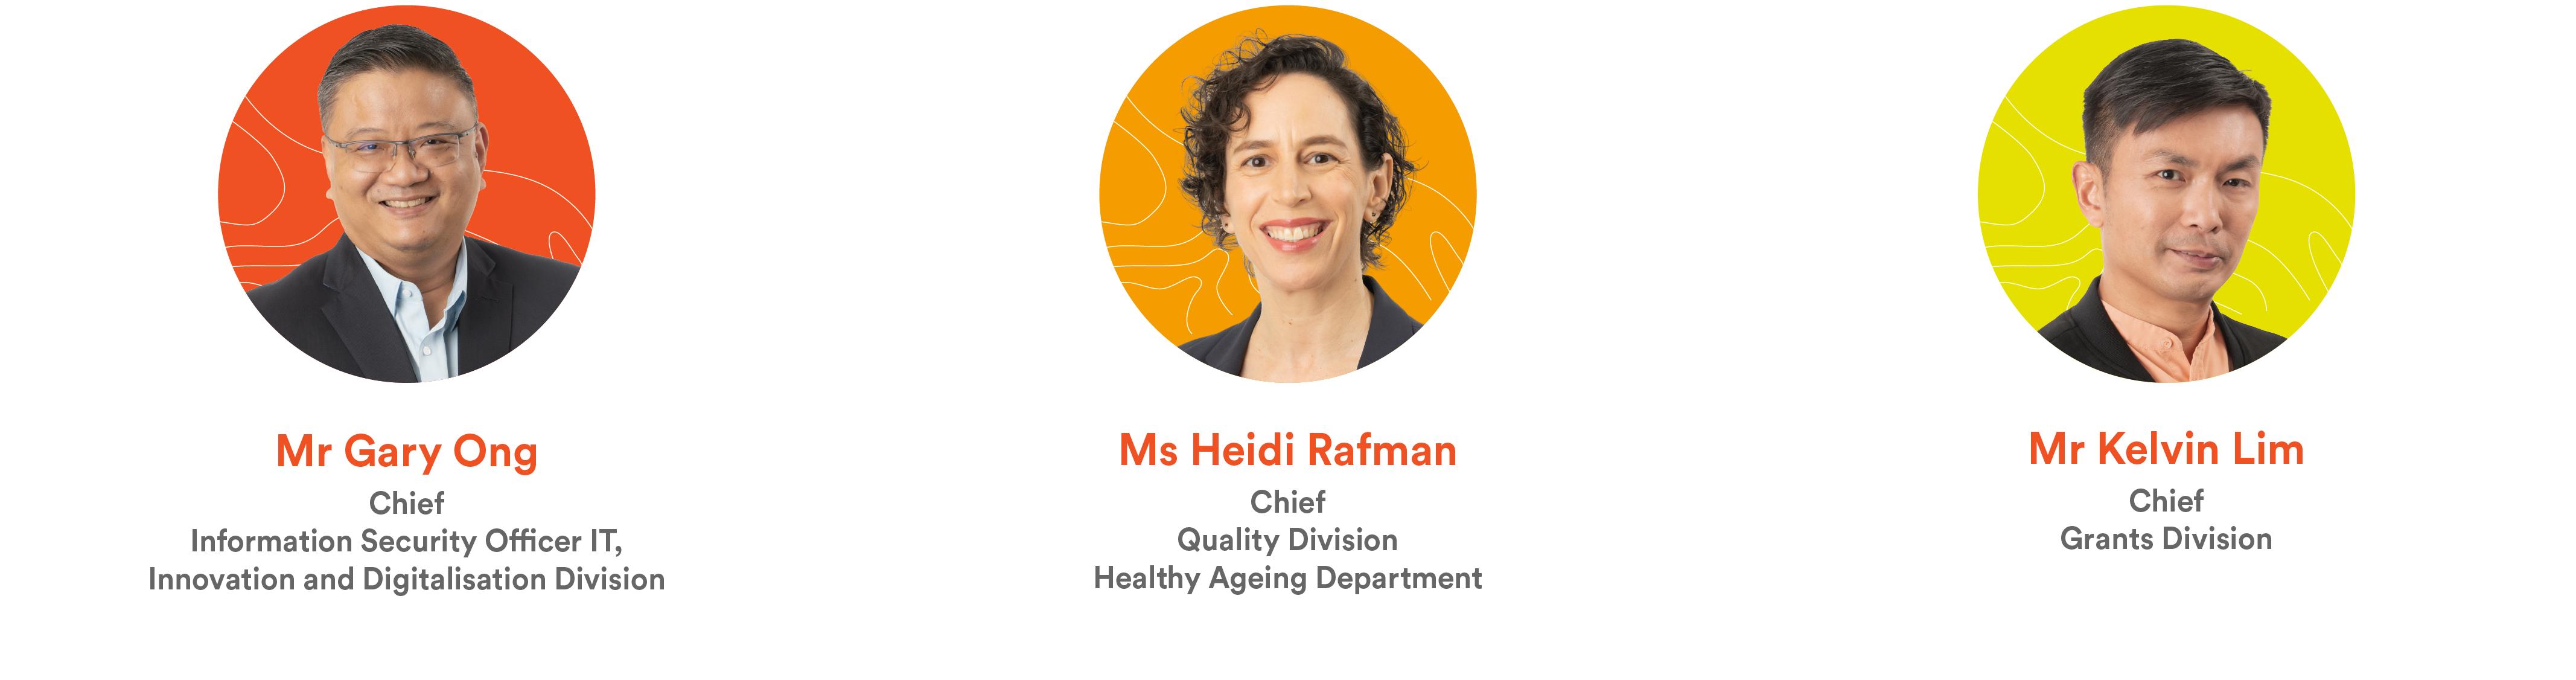 Mr Gary Ong
Chief
Information Security Officer IT,
Innovation and Digitalisation Division
Ms Heidi Rafman
Chief
Quality Division
Healthy Ageing Department
Mr Kelvin Lim
Chief
Grants Division